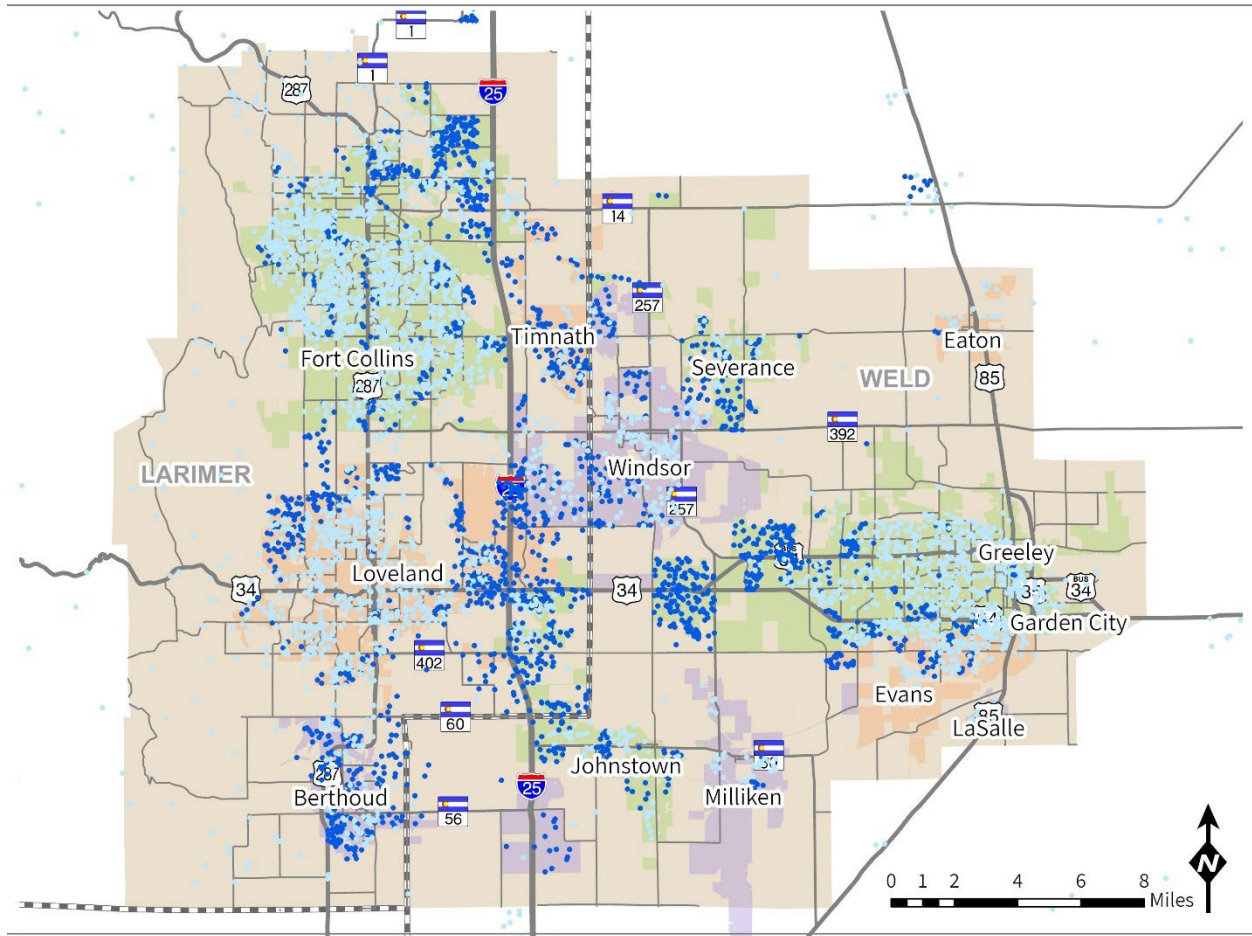 1
1
287
25
14
257
Timnath
Fort Collins
287
Severance
Eaton
WELD
85
392
LARIMER
Windsor
257
Greeley
Loveland
34
34
BUS
34
Garden City
402
Evans
60
85
LaSalle
Johnstown
287
Berthoud
25
Milliken
56
N
0 1 2 4 6 8
Miles